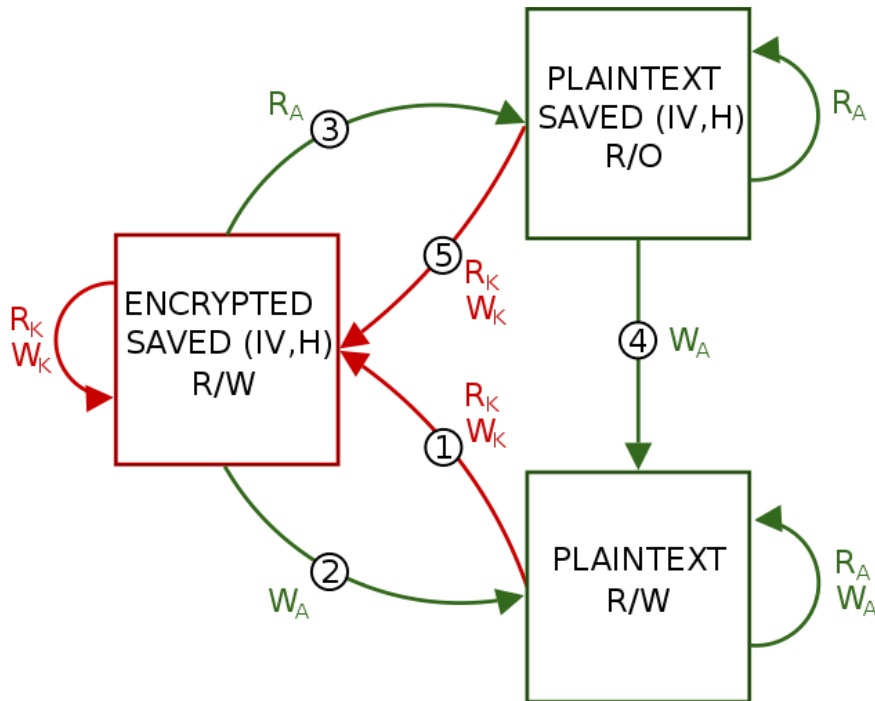 PLAINTEXT
SAVED (IV,H)
R/O
RA
RA
3
5
RK
WK
ENCRYPTED
SAVED (IV,H)
R/W
RK
WK
4
WA
RK
WK
1
2
WA
PLAINTEXT
R/W
RA
WA